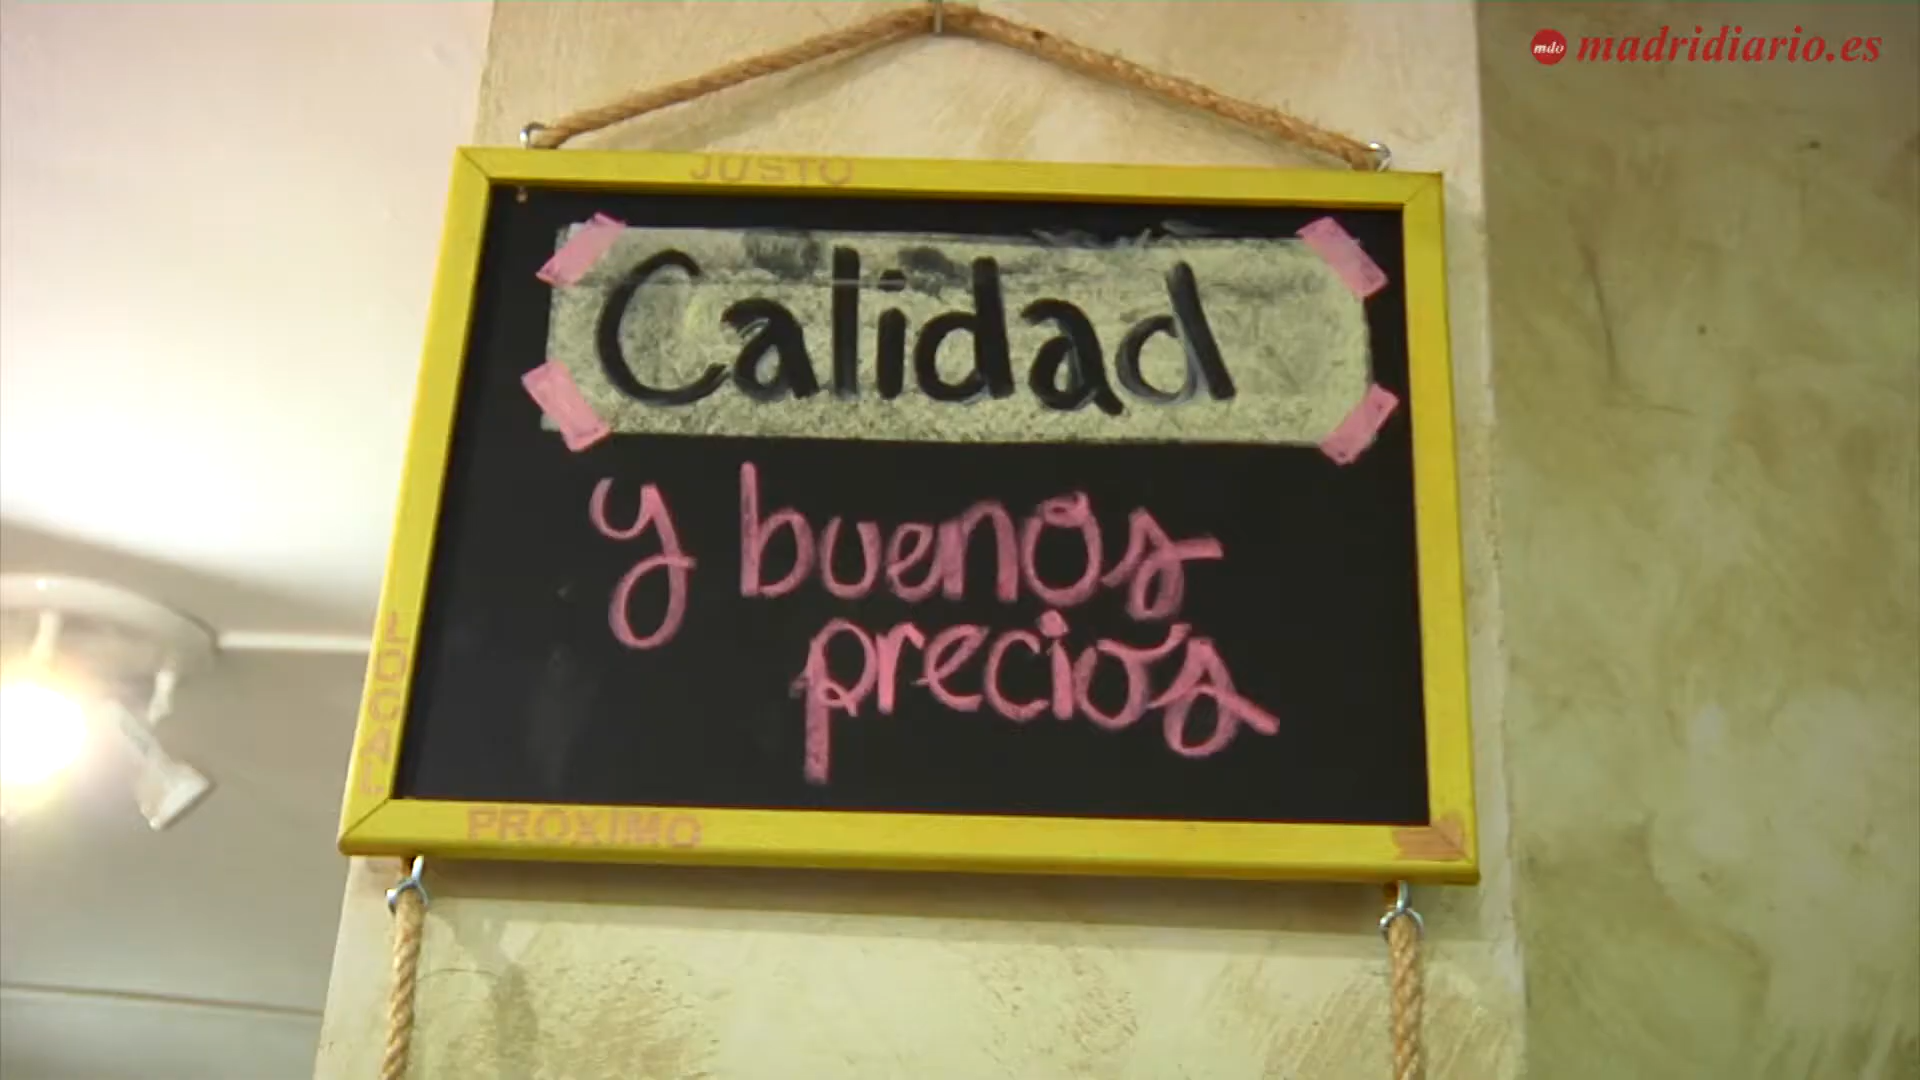 mdo madridiario.es
JUSTO
Calidad
y buenos
precios
LOCAL
PROXIMO